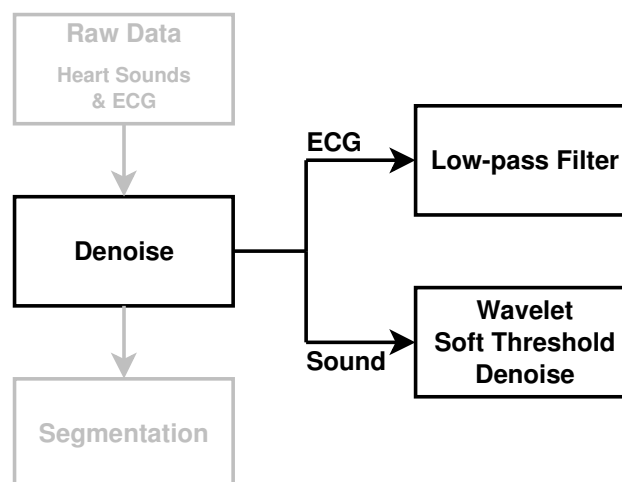 Raw Data
Heart Sounds
& ECG
ECG
Low-pass Filter
Denoise
Wavelet
Soft Threshold
Denoise
Sound
Segmentation